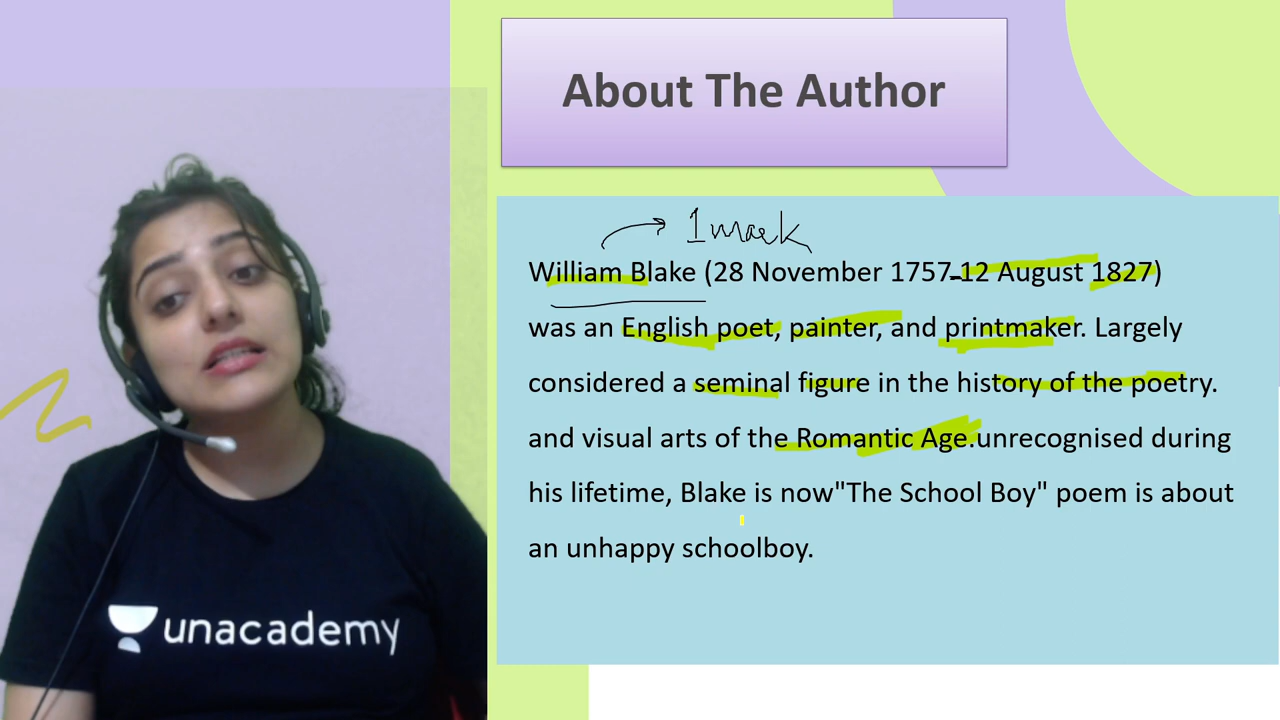 About The Author
1 mark
William Blake (28 November 1757-12 August 1827)
was an English poet, painter, and printmaker. Largely
considered a seminal figure in the history of the poetry.
and visual arts of the Romantic Age.unrecognised during
his lifetime, Blake is now"The School Boy" poem is about
an unhappy schoolboy.
unacademy